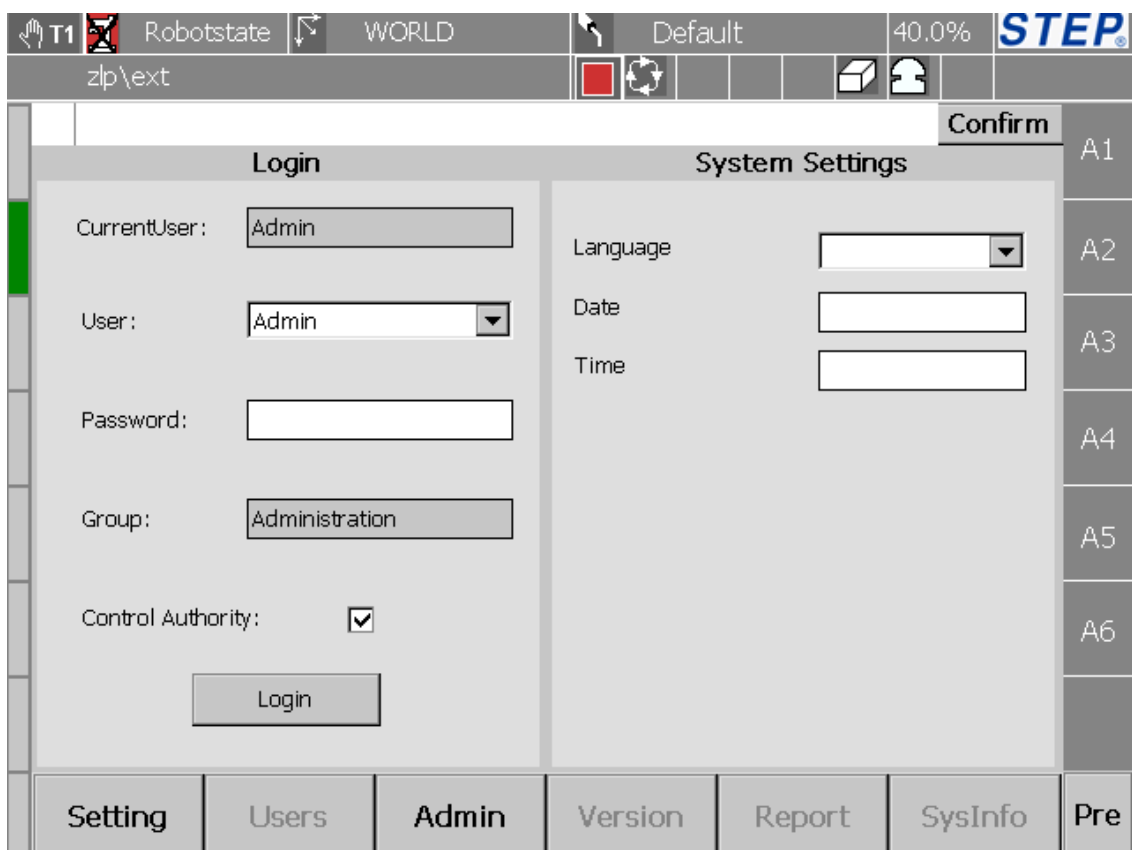 T1 Robotstate WORLD Default 40.0% STEP®
zlp\ext
Confirm
Login
CurrentUser: Admin
User: Admin
Password:
Group: Administration
Control Authority:
Login
System Settings
Language
Date
Time
A1
A2
A3
A4
A5
A6
Setting Users Admin Version Report SysInfo Pre